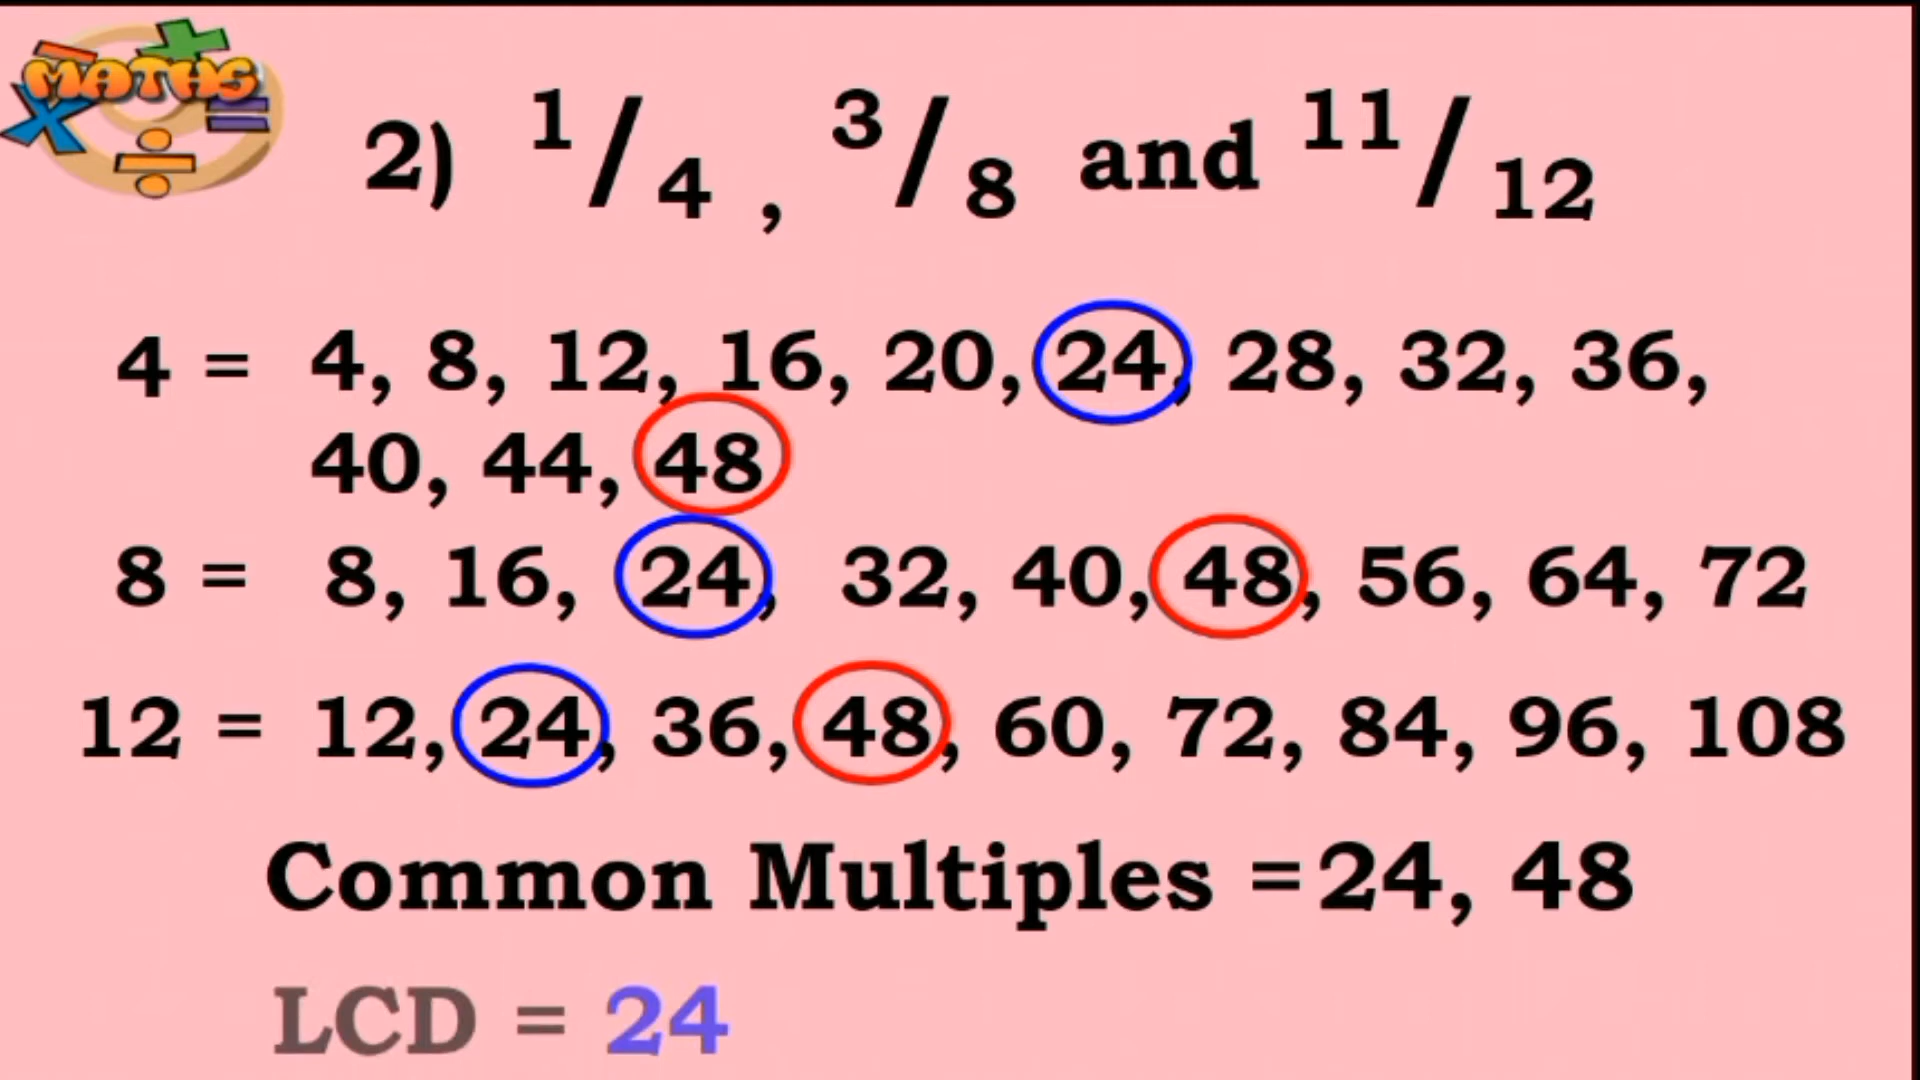 MATHS
2) 1/4 , 3/8 and 11/12
4 = 4, 8, 12, 16, 20, 24, 28, 32, 36,
40, 44, 48
8 = 8, 16, 24, 32, 40, 48, 56, 64, 72
12 = 12, 24, 36, 48, 60, 72, 84, 96, 108
Common Multiples = 24, 48
LCD = 24